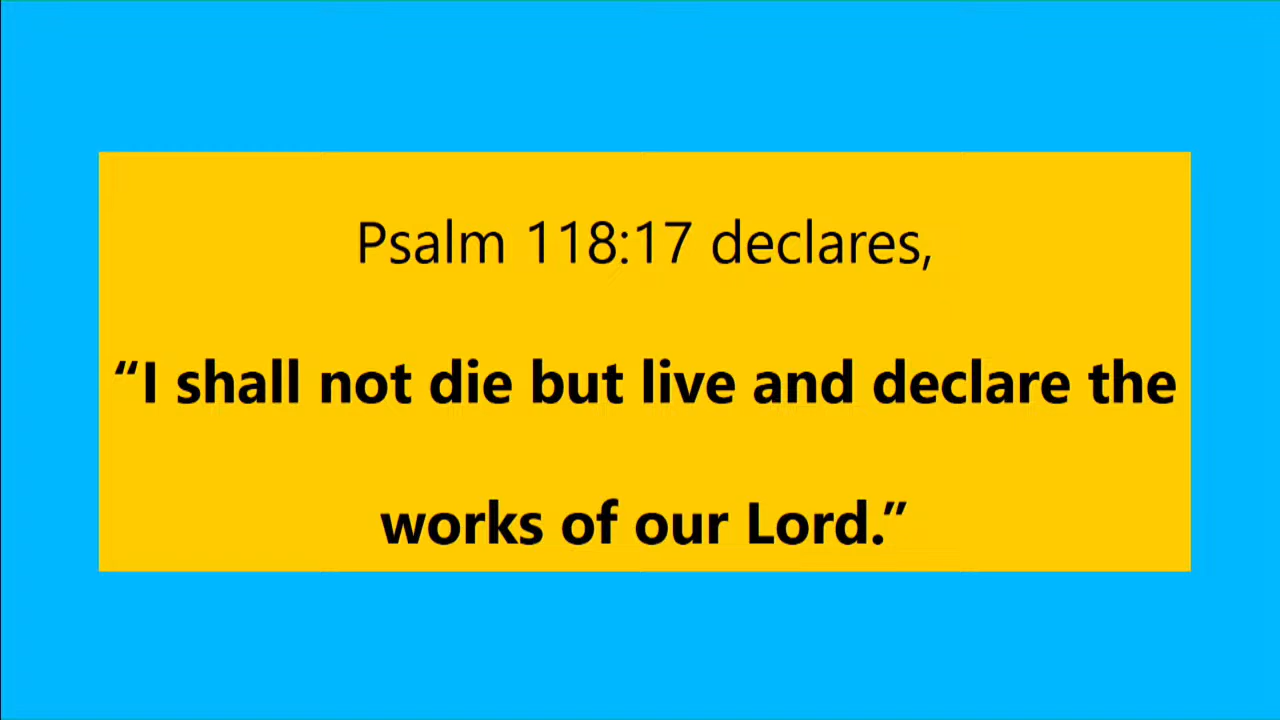 Psalm 118:17 declares,
“I shall not die but live and declare the
works of our Lord.”